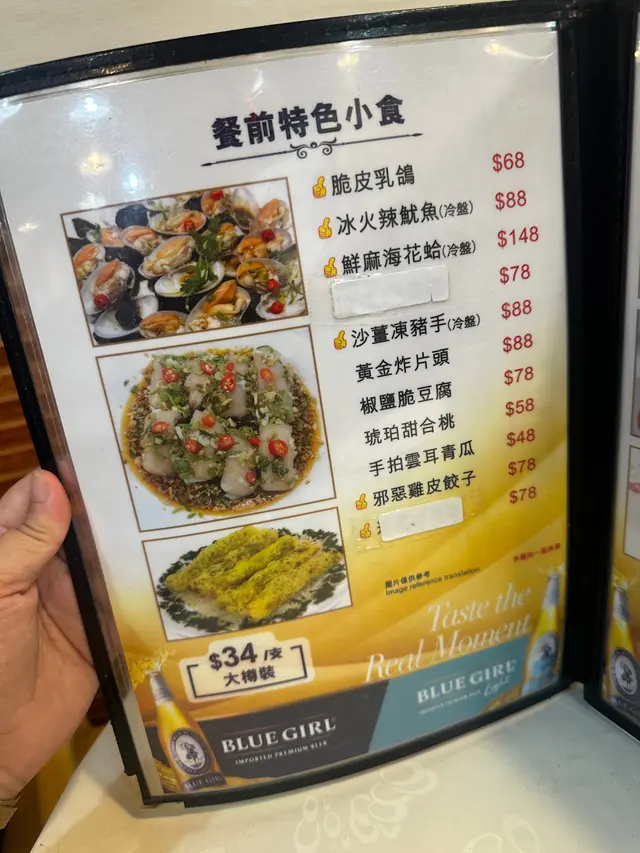 餐前特色小食
脆皮乳鴿 $68
冰火辣魷魚(冷盤) $88
鮮麻海花蛤(冷盤) $148
$78
沙薑凍豬手(冷盤) $88
黃金炸片頭 $88
椒鹽脆豆腐 $78
琥珀甜合桃 $58
手拍雲耳青瓜 $48
邪惡雞皮餃子 $78
$78
圖片僅供參考
Image reference translation
Taste the
Real Moment
$34/支
大樽裝
BLUE GIRL
IMPORTED PREMIUM BEER
BLUE GIRL
Light
BLUE GIRL